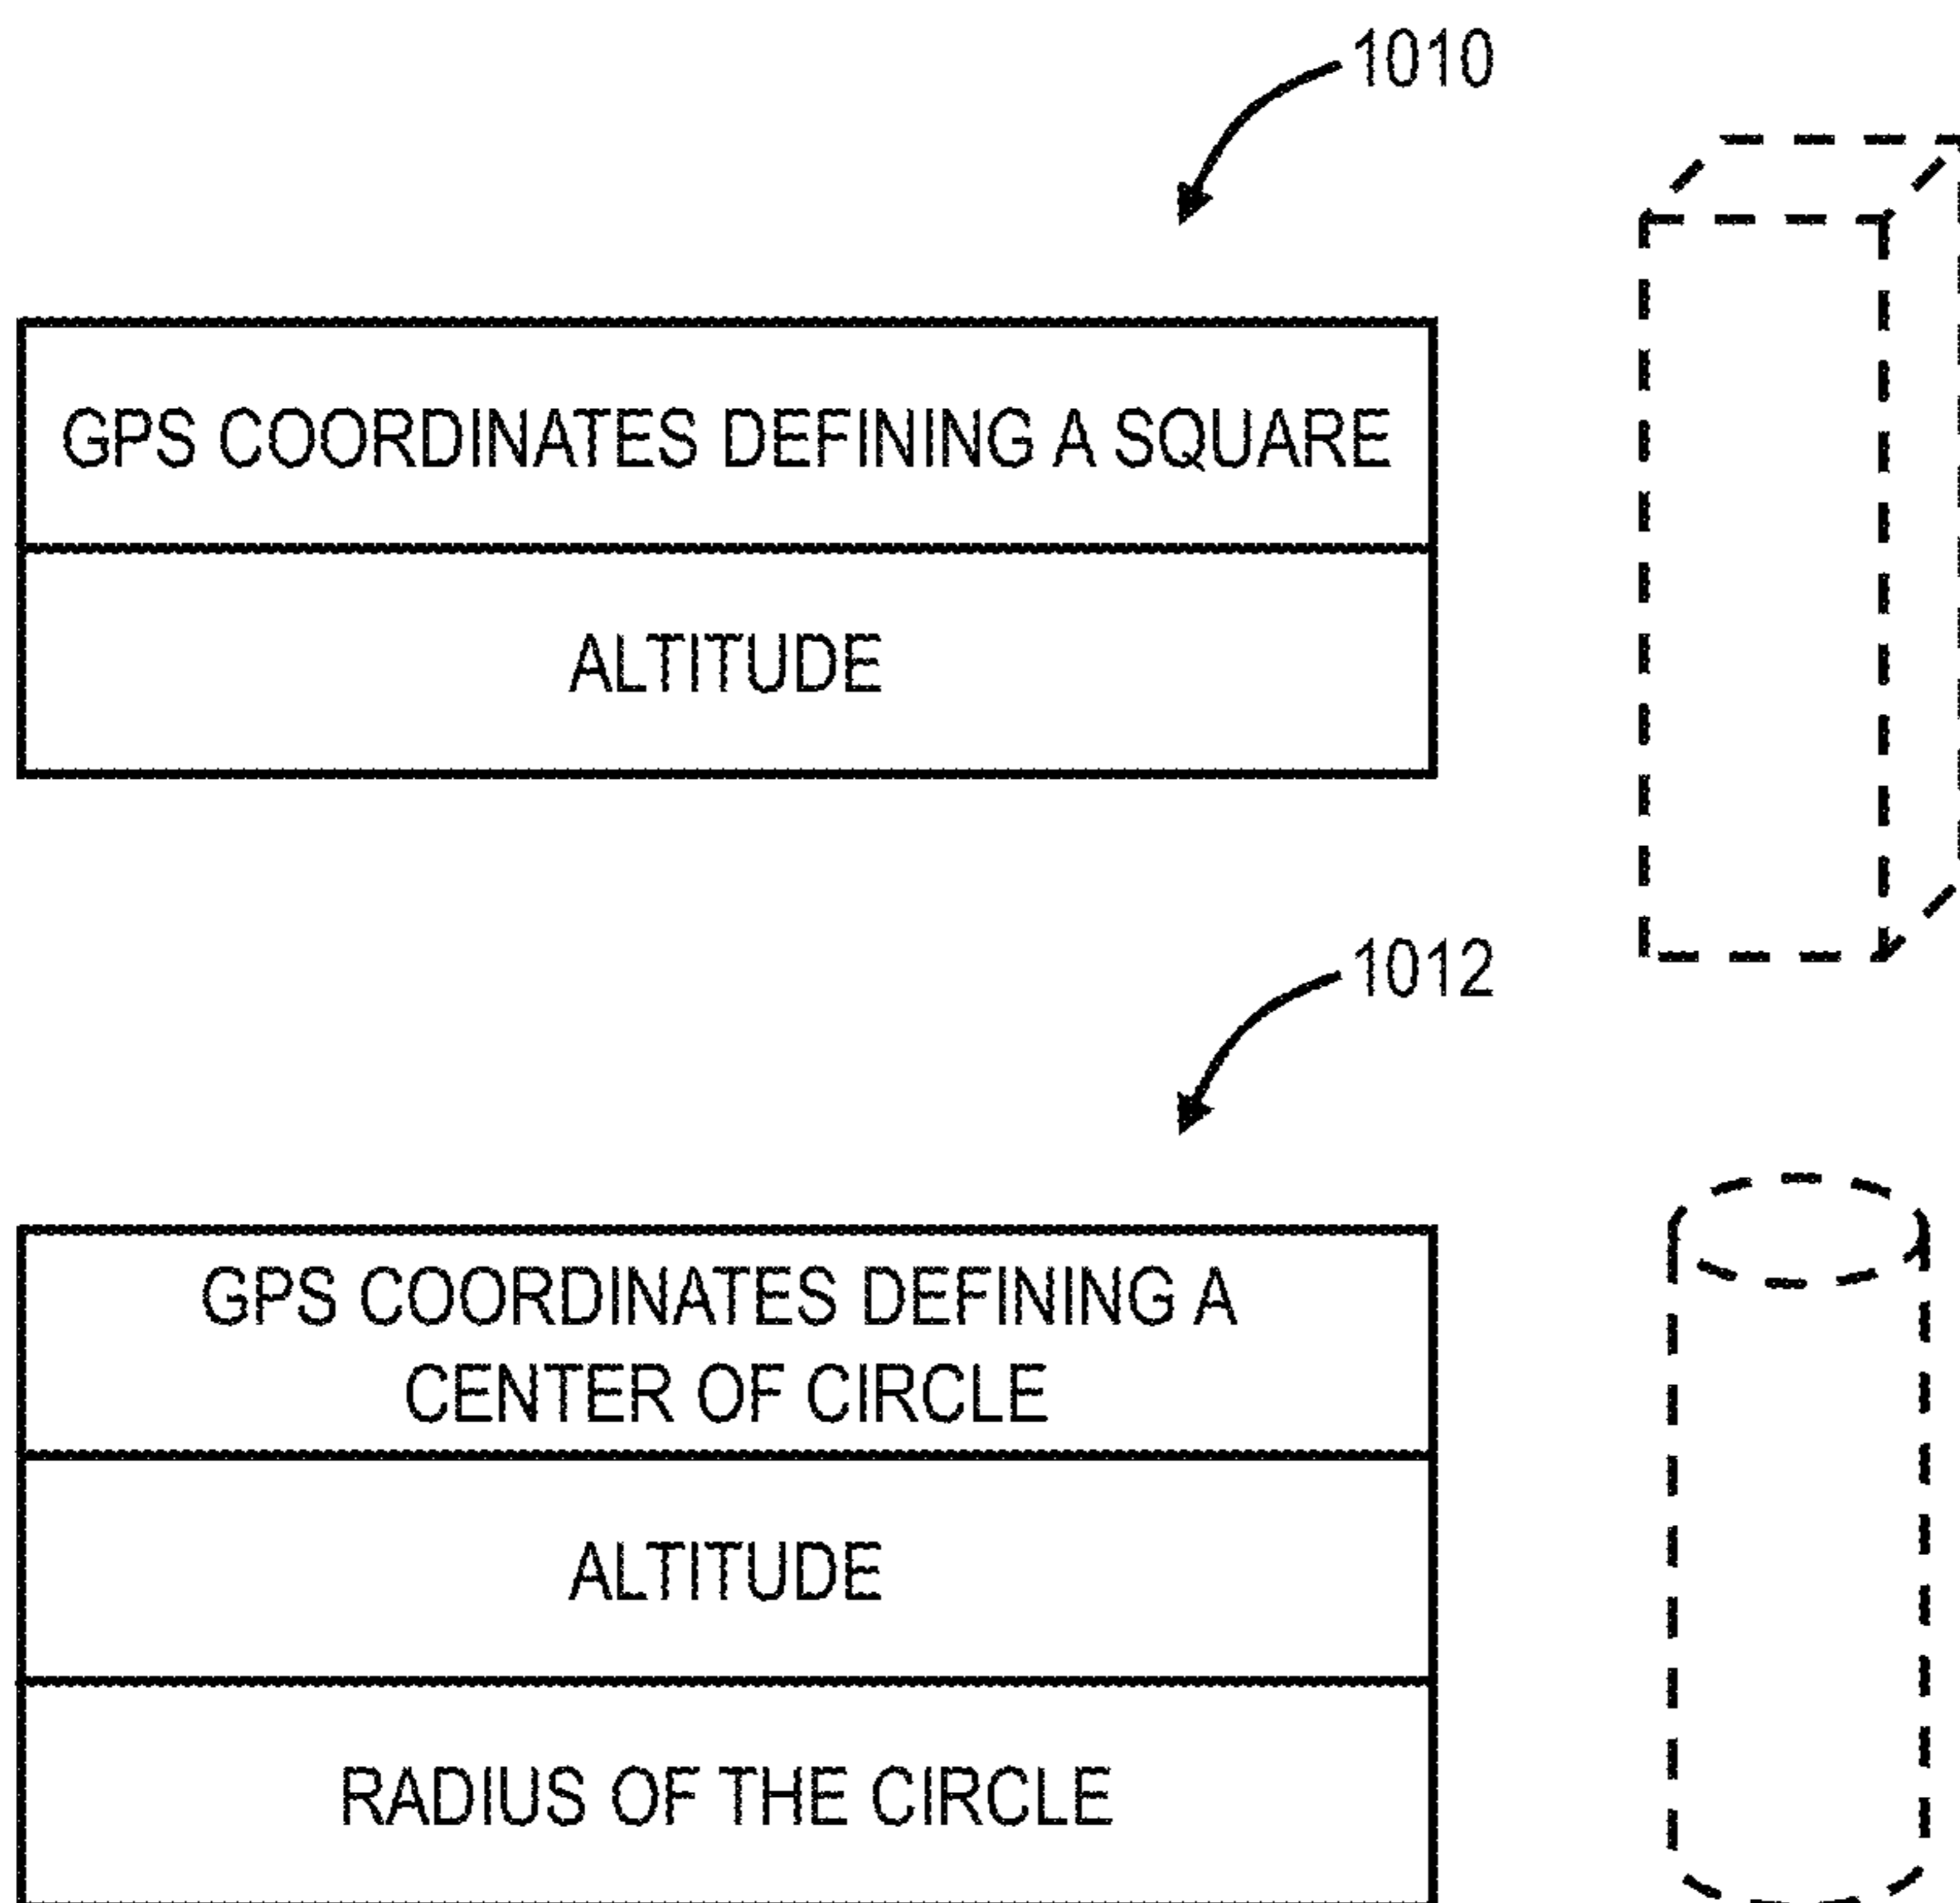 1010
GPS COORDINATES DEFINING A SQUARE
ALTITUDE
1012
GPS COORDINATES DEFINING A
CENTER OF CIRCLE
ALTITUDE
RADIUS OF THE CIRCLE